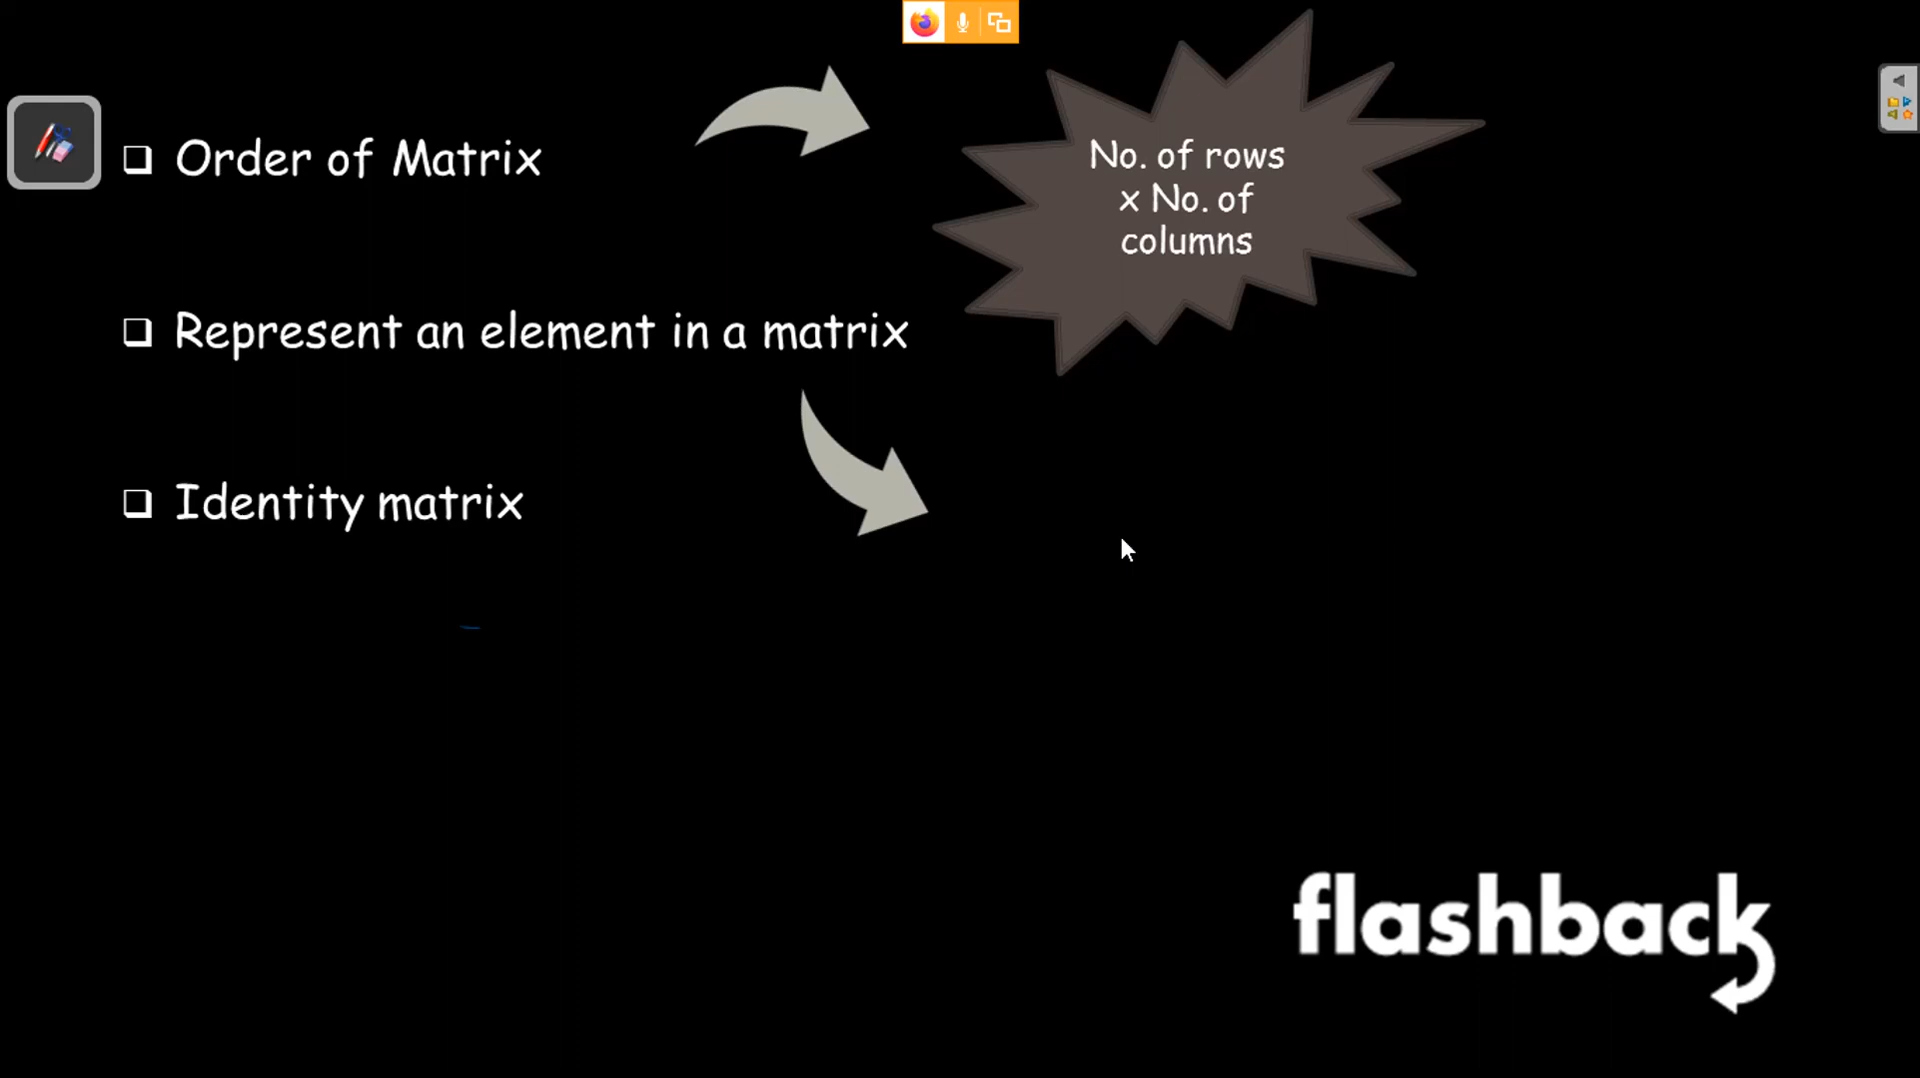 Order of Matrix
No. of rows
x No. of
columns
Represent an element in a matrix
Identity matrix
flashback